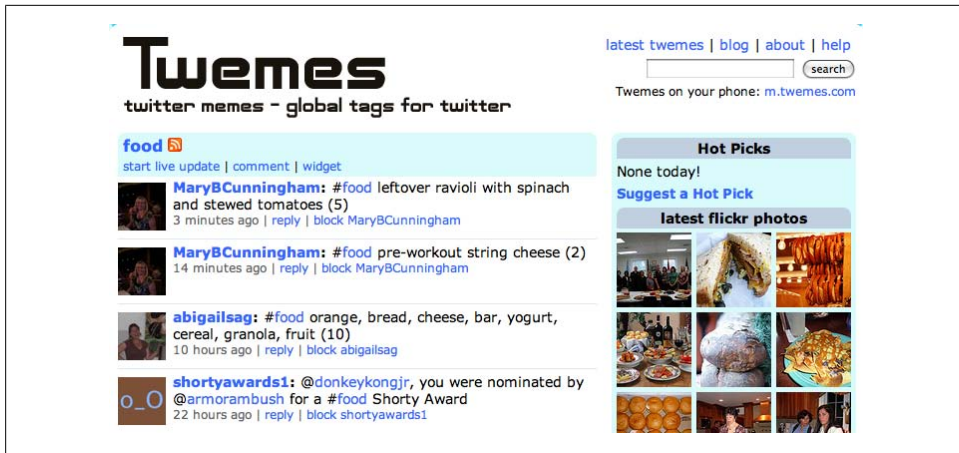 Twemes
twitter memes - global tags for twitter
latest twemes | blog | about | help
search
Twemes on your phone: m.twemes.com
food
start live update | comment | widget
MaryBCunningham: #food leftover ravioli with spinach
and stewed tomatoes (5)
3 minutes ago | reply | block MaryBCunningham
MaryBCunningham: #food pre-workout string cheese (2)
14 minutes ago | reply | block MaryBCunningham
abigailsag: #food orange, bread, cheese, bar, yogurt,
cereal, granola, fruit (10)
10 hours ago | reply | block abigailsag
o_O
shortyawards1: @donkeykongjr, you were nominated by
@armorambush for a #food Shorty Award
22 hours ago | reply | block shortyawards1
Hot Picks
None today!
Suggest a Hot Pick
latest flickr photos